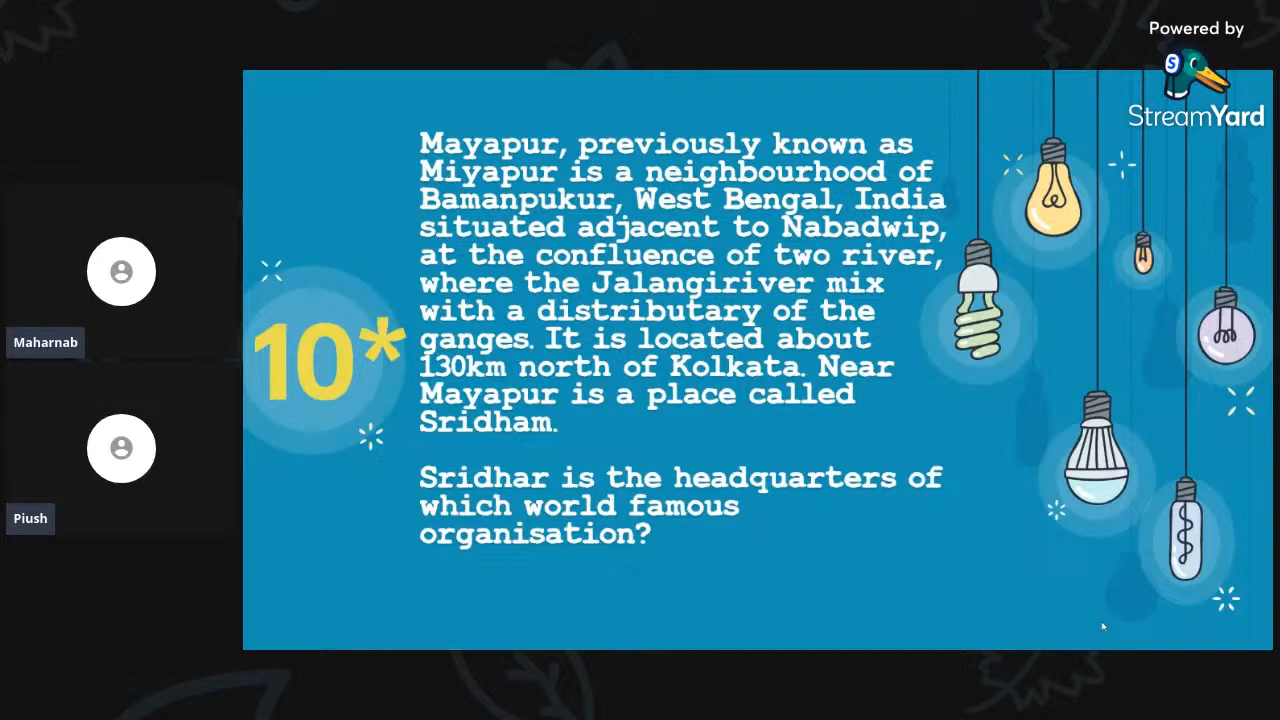 Powered by
StreamYard
Mayapur, previously known as
Miyapur is a neighbourhood of
Bamanpukur, West Bengal, India
situated adjacent to Nabadwip,
at the confluence of two river,
where the Jalangiriver mix
with a distributary of the
ganges. It is located about
130km north of Kolkata. Near
Mayapur is a place called
Sridham.
Sridhar is the headquarters of
which world famous
organisation?
10*
Maharnab
Piush